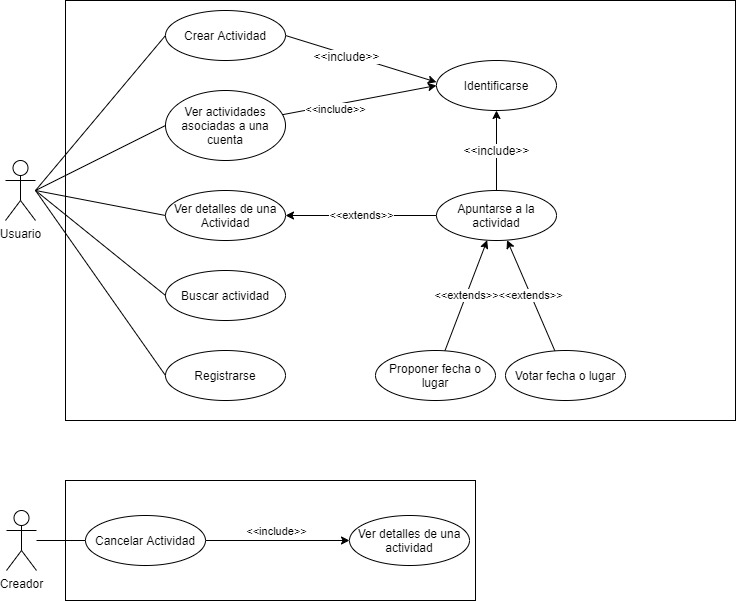 Crear Actividad
<<include>>
Identificarse
Ver actividades
asociadas a una
cuenta
<<include>>
<<include>>
Usuario
Ver detalles de una
Actividad
<<extends>>
Apuntarse a la
actividad
Buscar actividad
<<extends>>
<<extends>>
Registrarse
Proponer fecha o
lugar
Votar fecha o lugar
Creador
Cancelar Actividad
<<include>>
Ver detalles de una
actividad